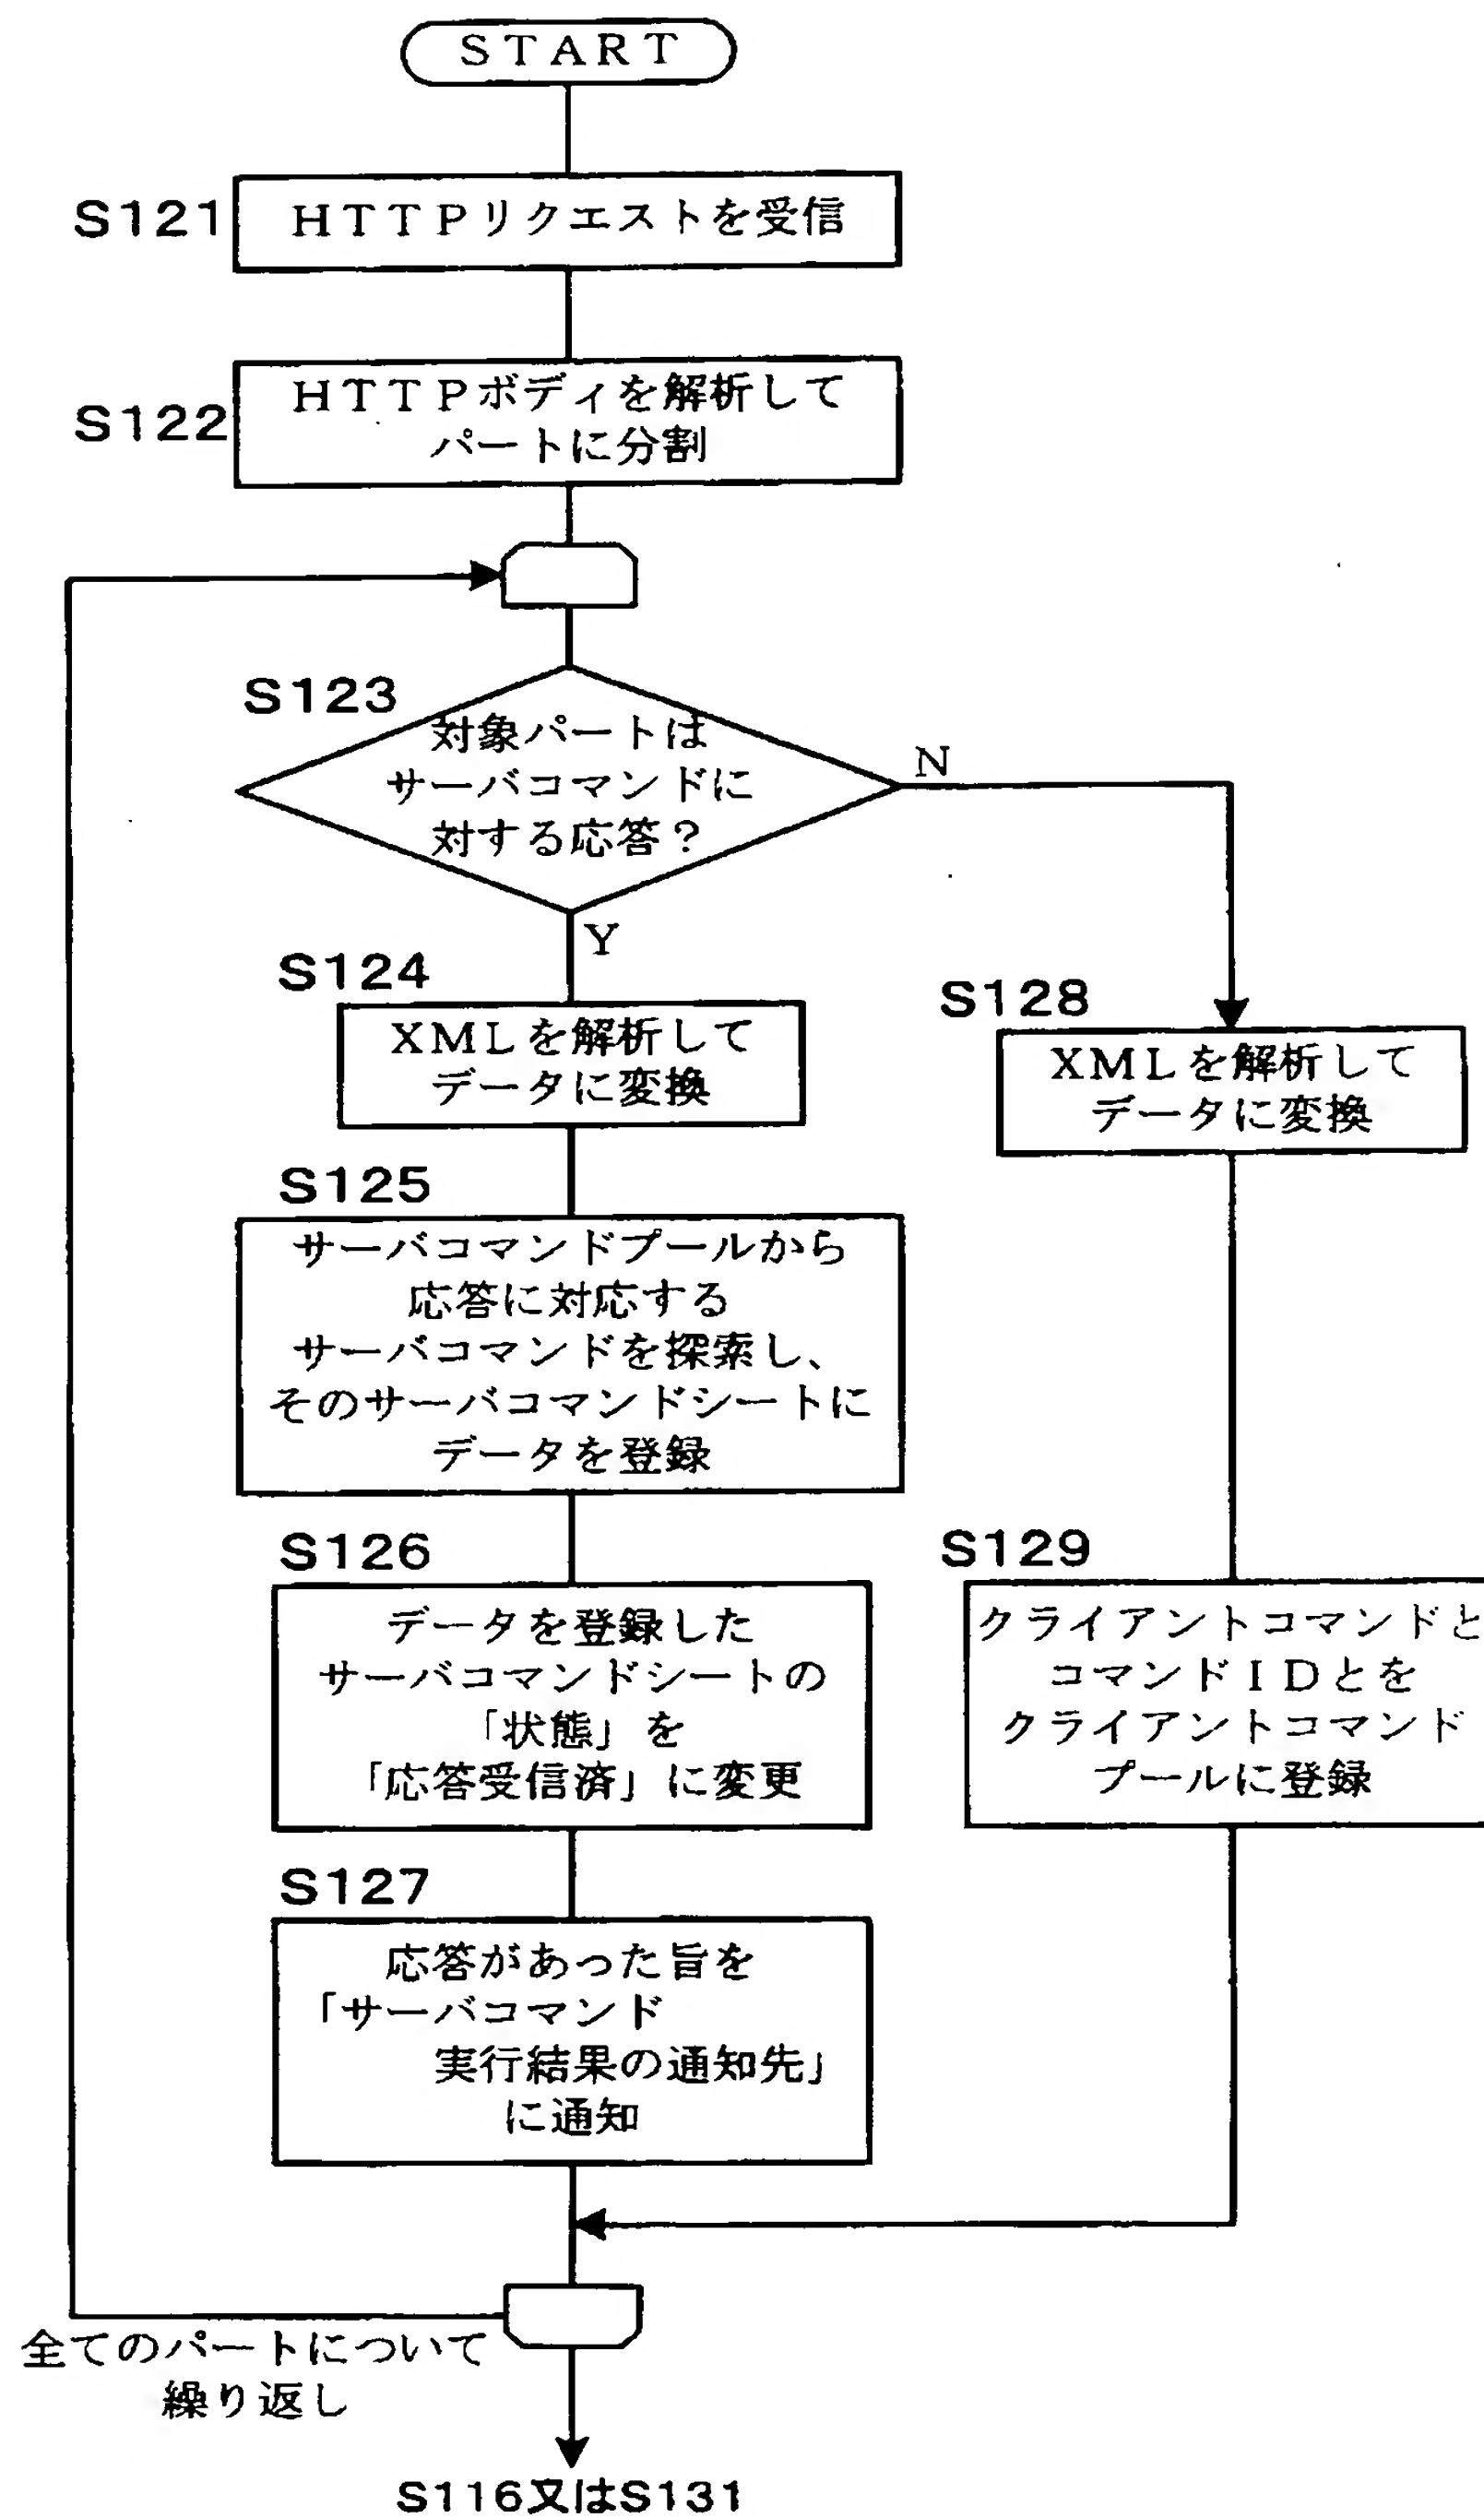 ＳＴＡＲＴ
S121
ＨＴＴＰリクエストを受信
S122
ＨＴＴＰボディを解析して
パートに分割
S123
対象パートは
サーバコマンドに
対する応答？
N
Y
S124
ＸＭＬを解析して
データに変換
S128
ＸＭＬを解析して
データに変換
S125
サーバコマンドプールから
応答に対応する
サーバコマンドを探索し、
そのサーバコマンドシートに
データを登録
S126
データを登録した
サーバコマンドシートの
「状態」を
「応答受信済」に変更
S129
クライアントコマンドと
コマンドＩＤとを
クライアントコマンド
プールに登録
S127
応答があった旨を
「サーバコマンド
実行結果の通知先」
に通知
全てのパートについて
繰り返し
S116又はS131